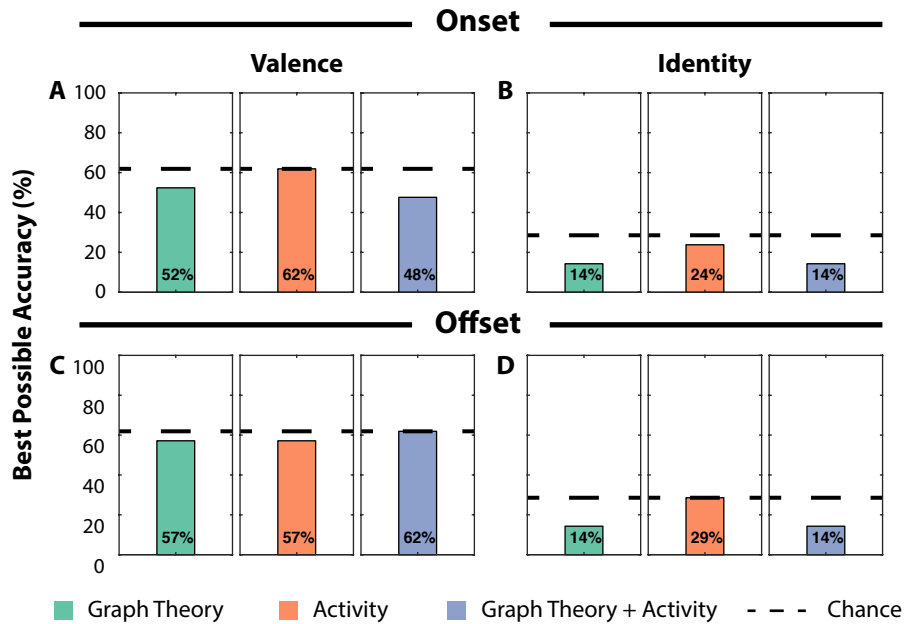 Onset
Valence
Identity
A
B
Best Possible Accuracy (%)
100
80
60
40
20
0
52%
62%
48%
14%
24%
14%
Offset
C
D
100
80
60
40
20
0
57%
57%
62%
14%
29%
14%
Graph Theory
Activity
Graph Theory + Activity
Chance